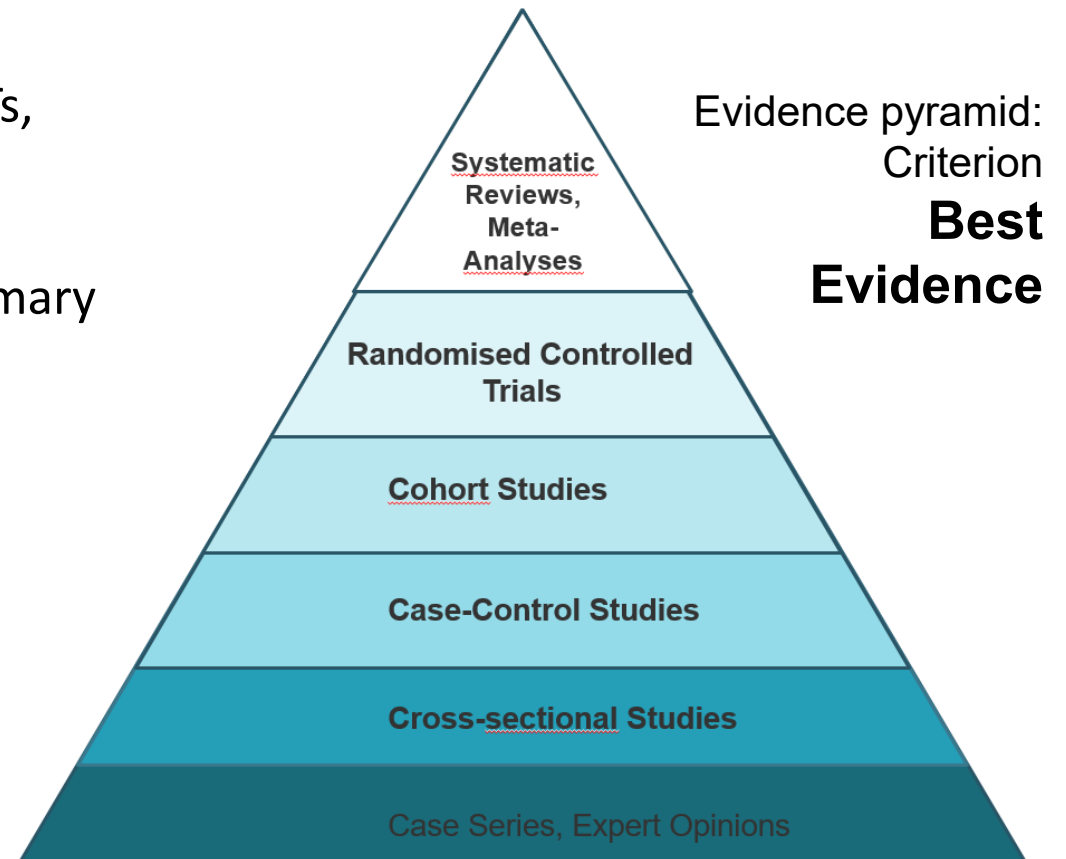 s,
mary
Evidence pyramid:
Criterion
Best
Evidence
Systematic
Reviews,
Meta-
Analyses
Randomised Controlled
Trials
Cohort Studies
Case-Control Studies
Cross-sectional Studies
Case Series, Expert Opinions